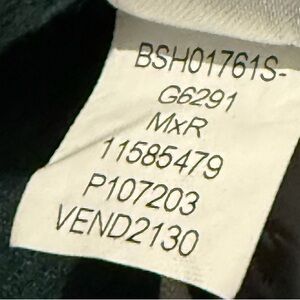 BSH01761S-
G6291
MxR
11585479
P107203
VEND2130